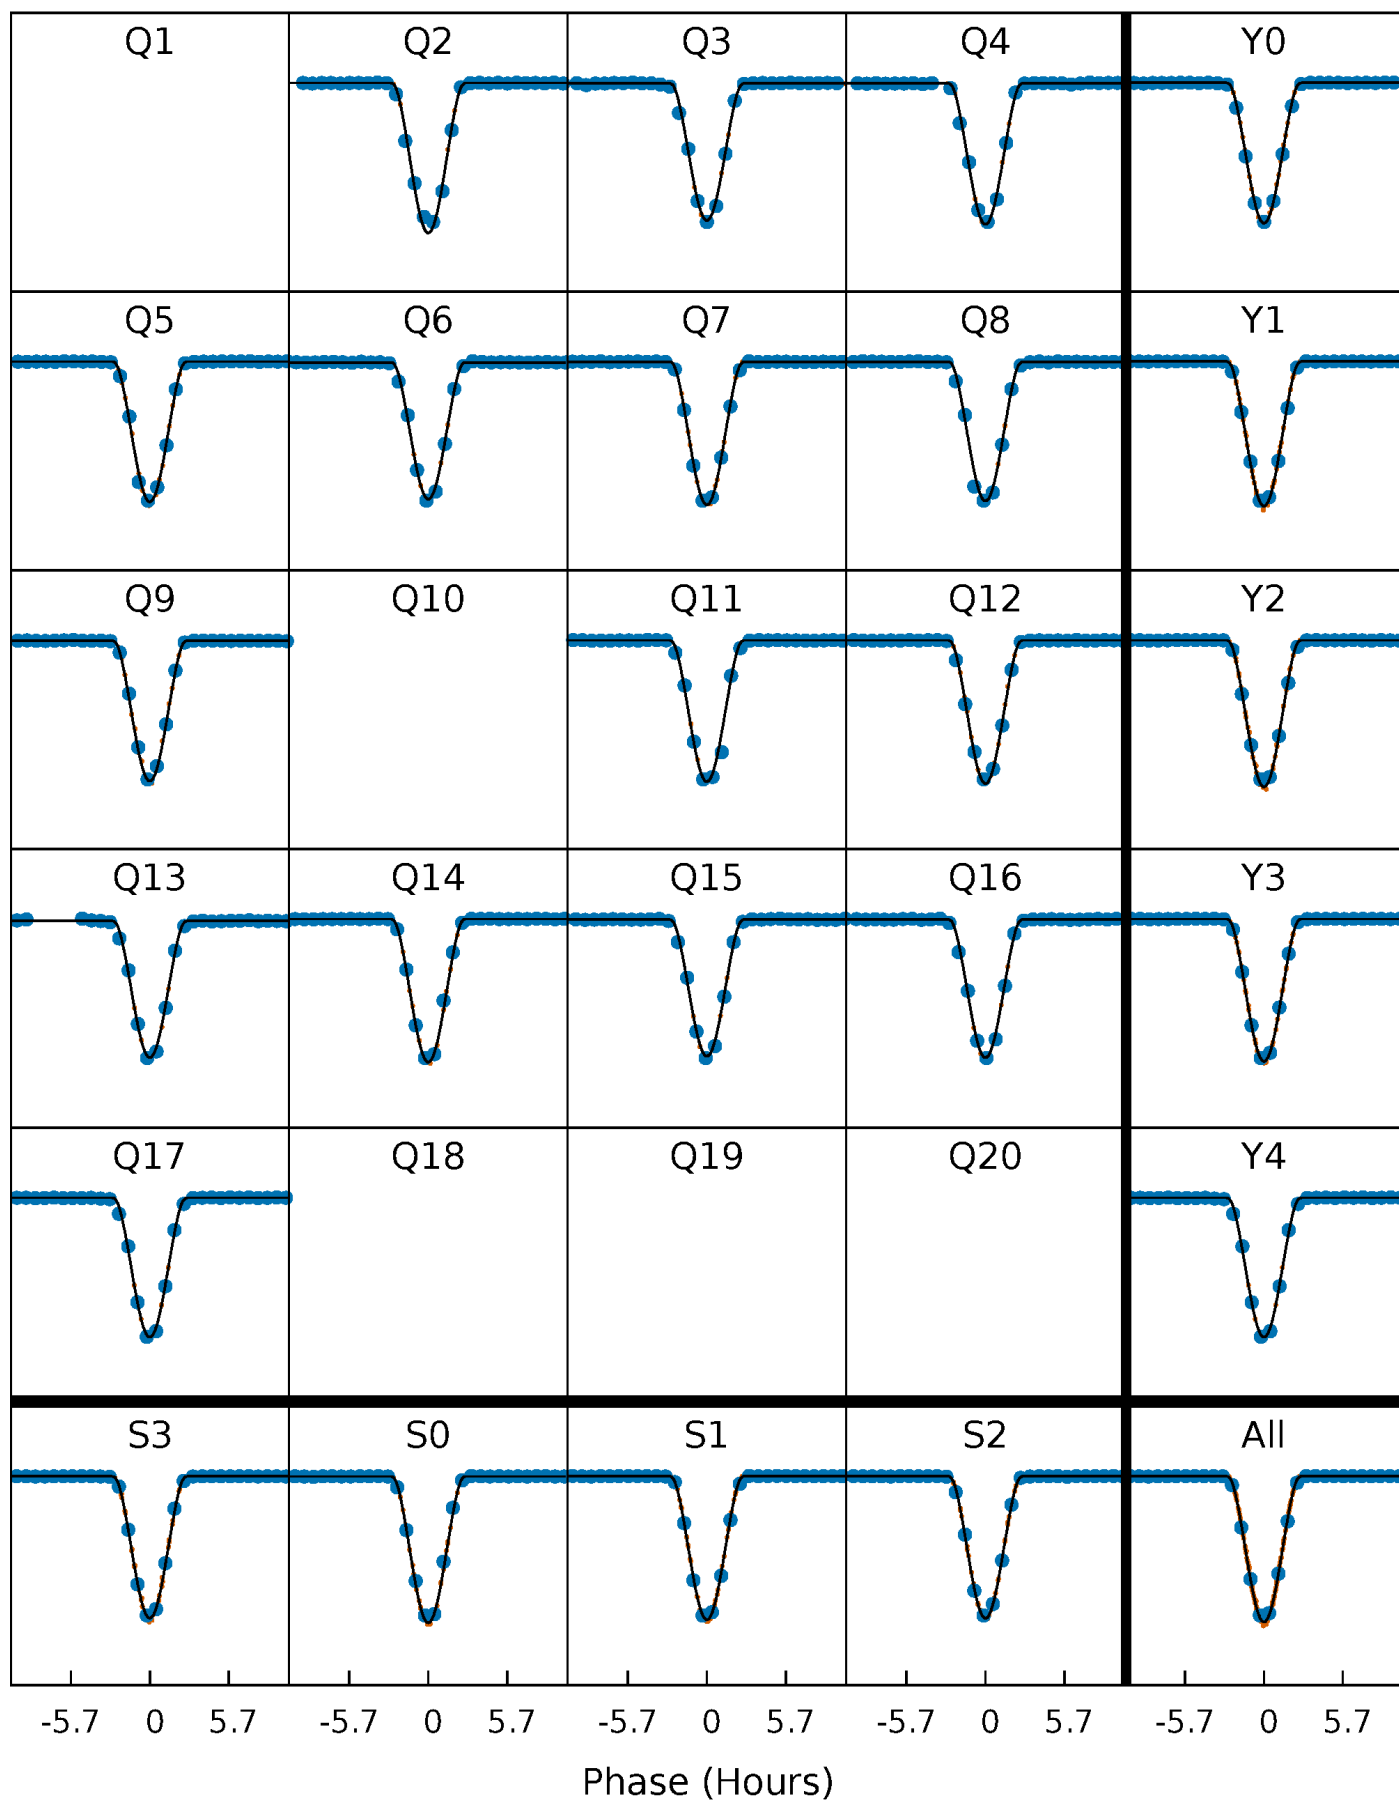 Q1 Q2 Q3 Q4 Y0
Q5 Q6 Q7 Q8 Y1
Q9 Q10 Q11 Q12 Y2
Q13 Q14 Q15 Q16 Y3
Q17 Q18 Q19 Q20 Y4
S3 S0 S1 S2 All
-5.7 0 5.7 -5.7 0 5.7 -5.7 0 5.7 -5.7 0 5.7 -5.7 0 5.7
Phase (Hours)